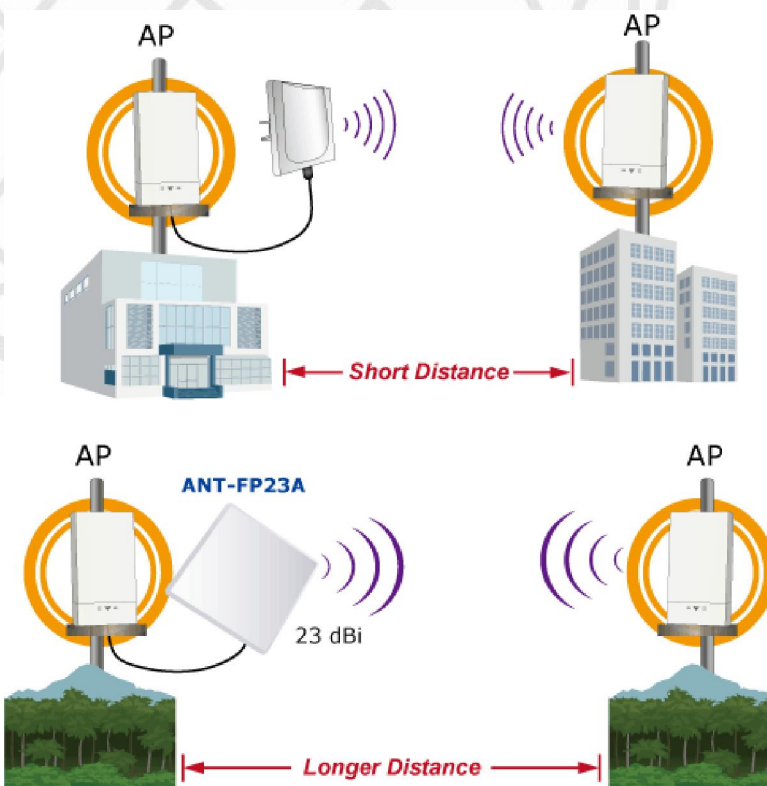 AP
AP
Short Distance
AP
ANT-FP23A
AP
23 dBi
Longer Distance